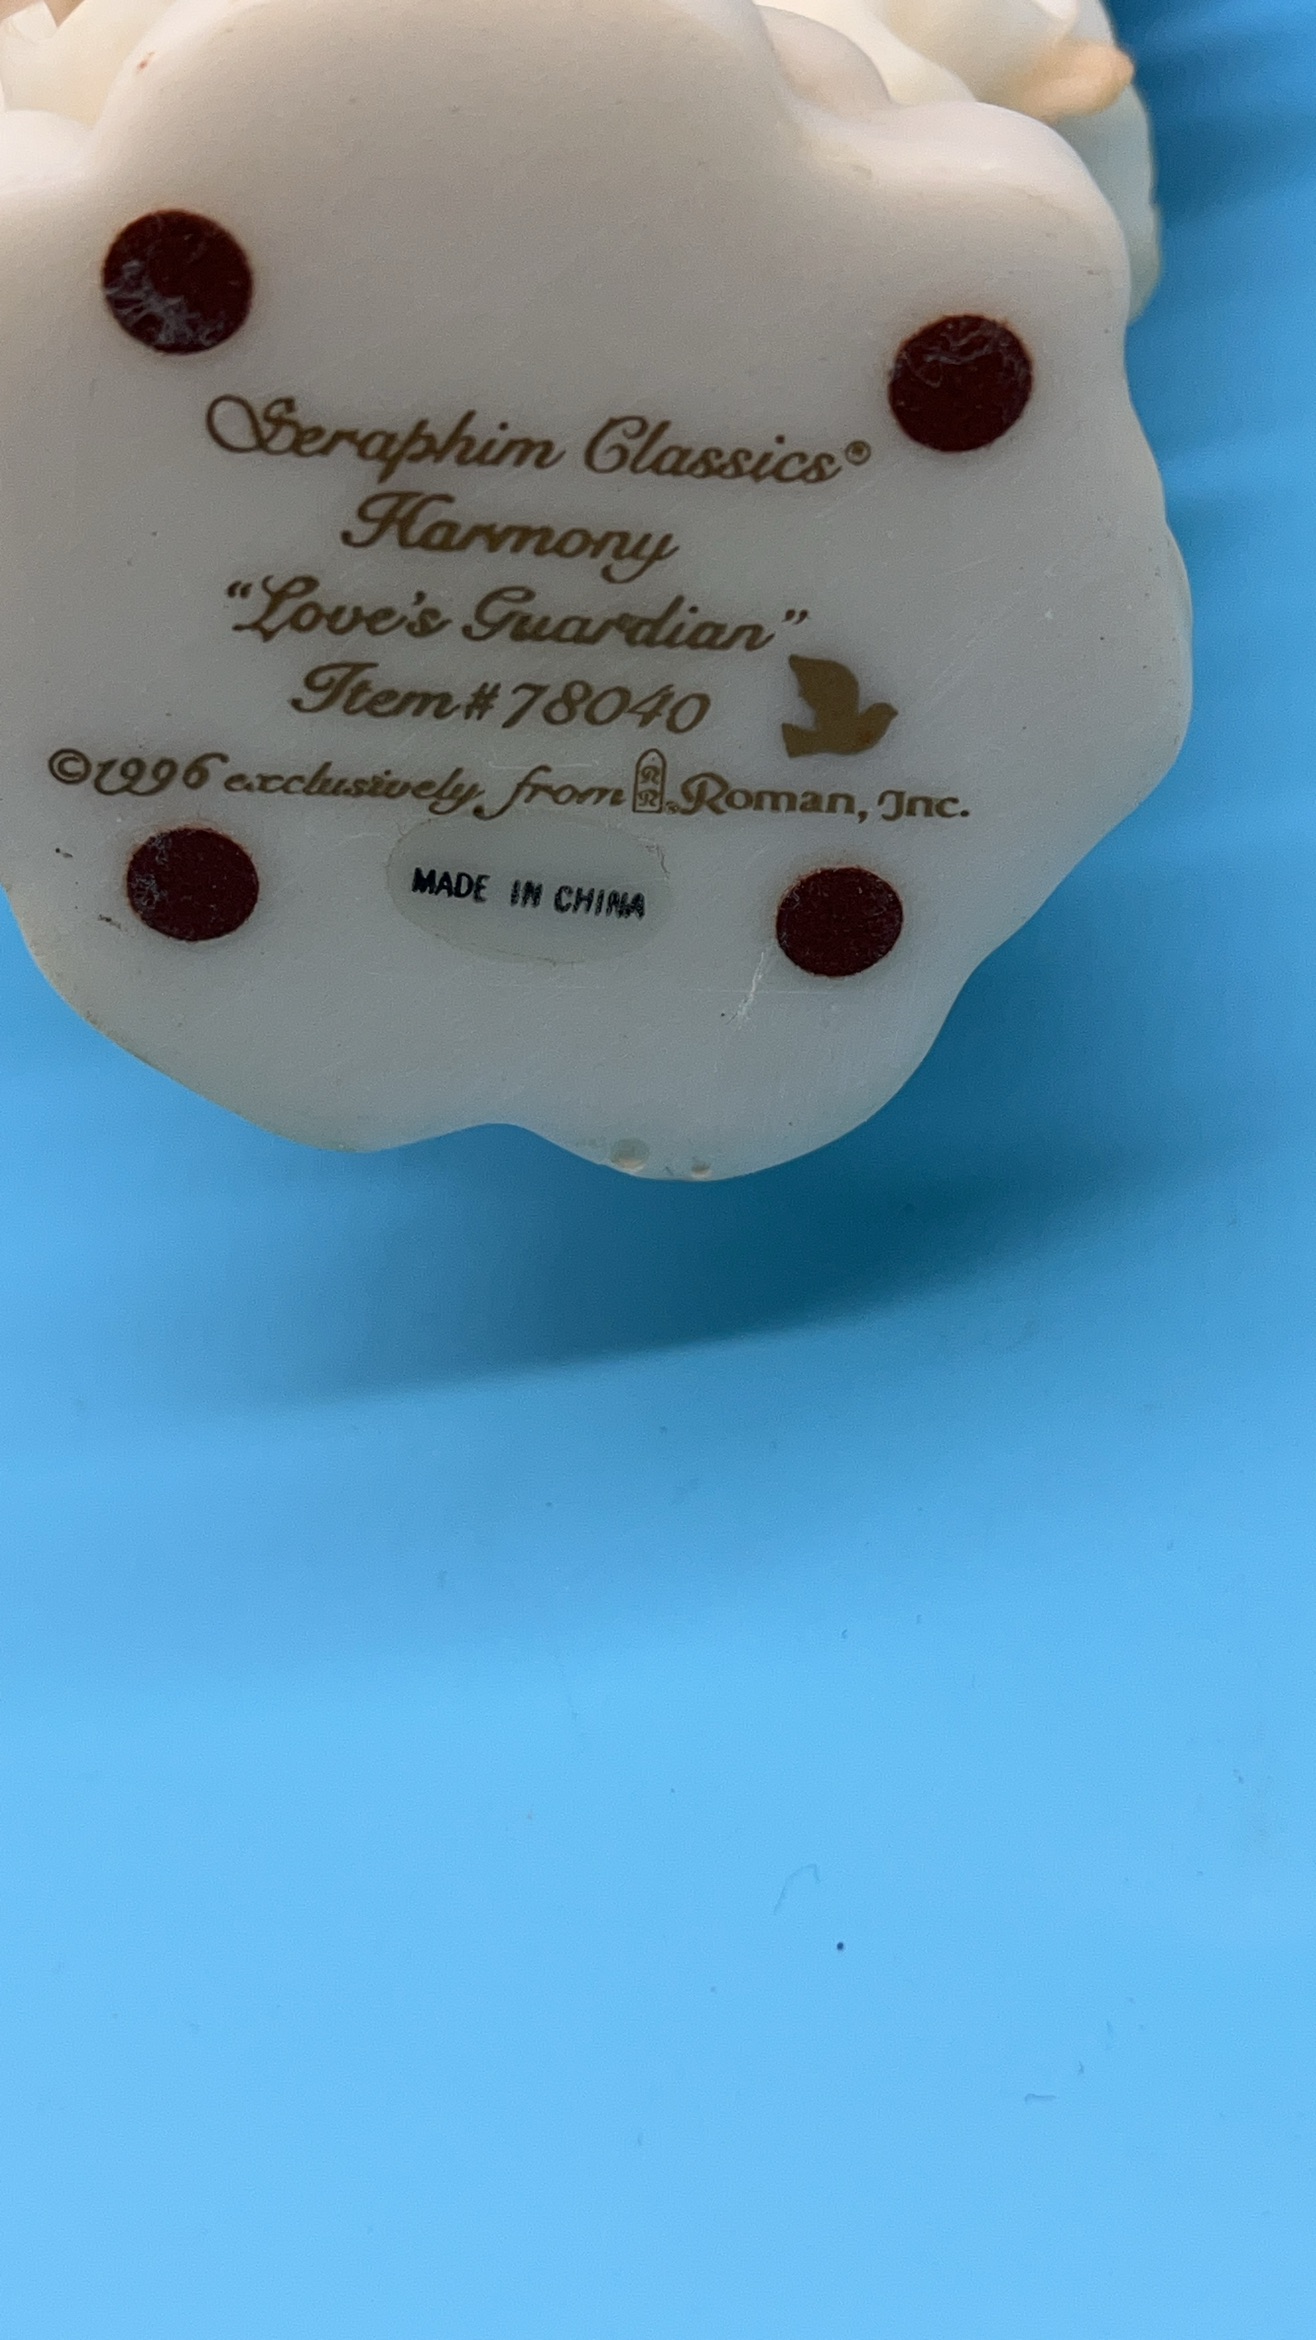 Seraphim Classics®
Harmony
“Love's Guardian”
Item #78040
©1996 exclusively from R R ® Roman, Inc.
MADE IN CHINA